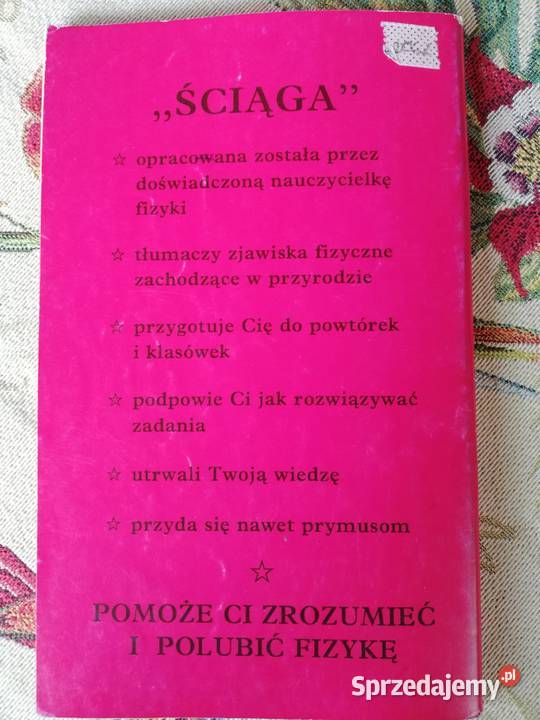 „ŚCIĄGA”
☆ opracowana została przez
doświadczoną nauczycielkę
fizyki
☆ tłumaczy zjawiska fizyczne
zachodzące w przyrodzie
☆ przygotuje Cię do powtórek
i klasówek
☆ podpowie Ci jak rozwiązywać
zadania
☆ utrwali Twoją wiedzę
☆ przyda się nawet prymusom
☆
POMOŻE CI ZROZUMIEĆ
I POLUBIĆ FIZYKĘ
Sprzedajemy.pl